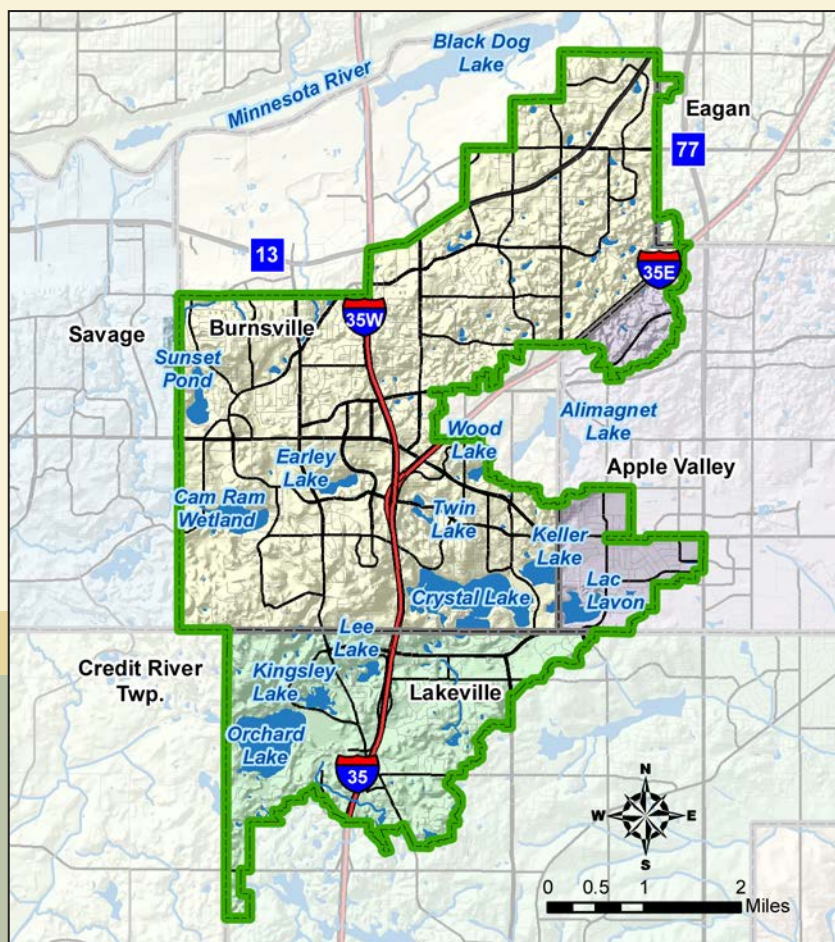 Black Dog
Lake
Minnesota River
Eagan
77
13
35E
Savage
Burnsville
35W
Sunset
Pond
Alimagnet
Lake
Wood
Lake
Apple Valley
Earley
Lake
Cam Ram
Wetland
Twin
Lake
Keller
Lake
Lac
Lavon
Crystal Lake
Lee
Lake
Credit River
Twp.
Kingsley
Lake
Lakeville
Orchard
Lake
35
N
W E
S
0 0.5 1 2
Miles